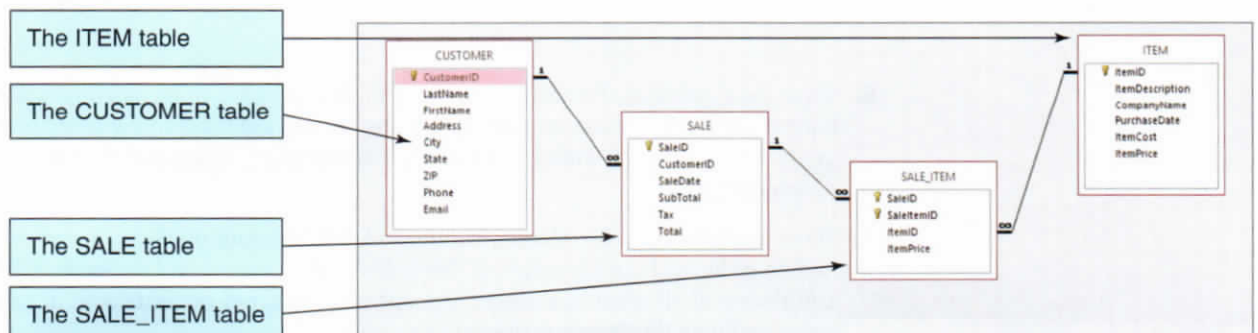 The ITEM table
The CUSTOMER table
The SALE table
The SALE_ITEM table
CUSTOMER
CustomerID
LastName
FirstName
Address
City
State
ZIP
Phone
Email
1
∞
SALE
SaleID
CustomerID
SaleDate
SubTotal
Tax
Total
1
∞
SALE_ITEM
SaleID
SaleItemID
ItemID
ItemPrice
∞
1
ITEM
ItemID
ItemDescription
CompanyName
PurchaseDate
ItemCost
ItemPrice